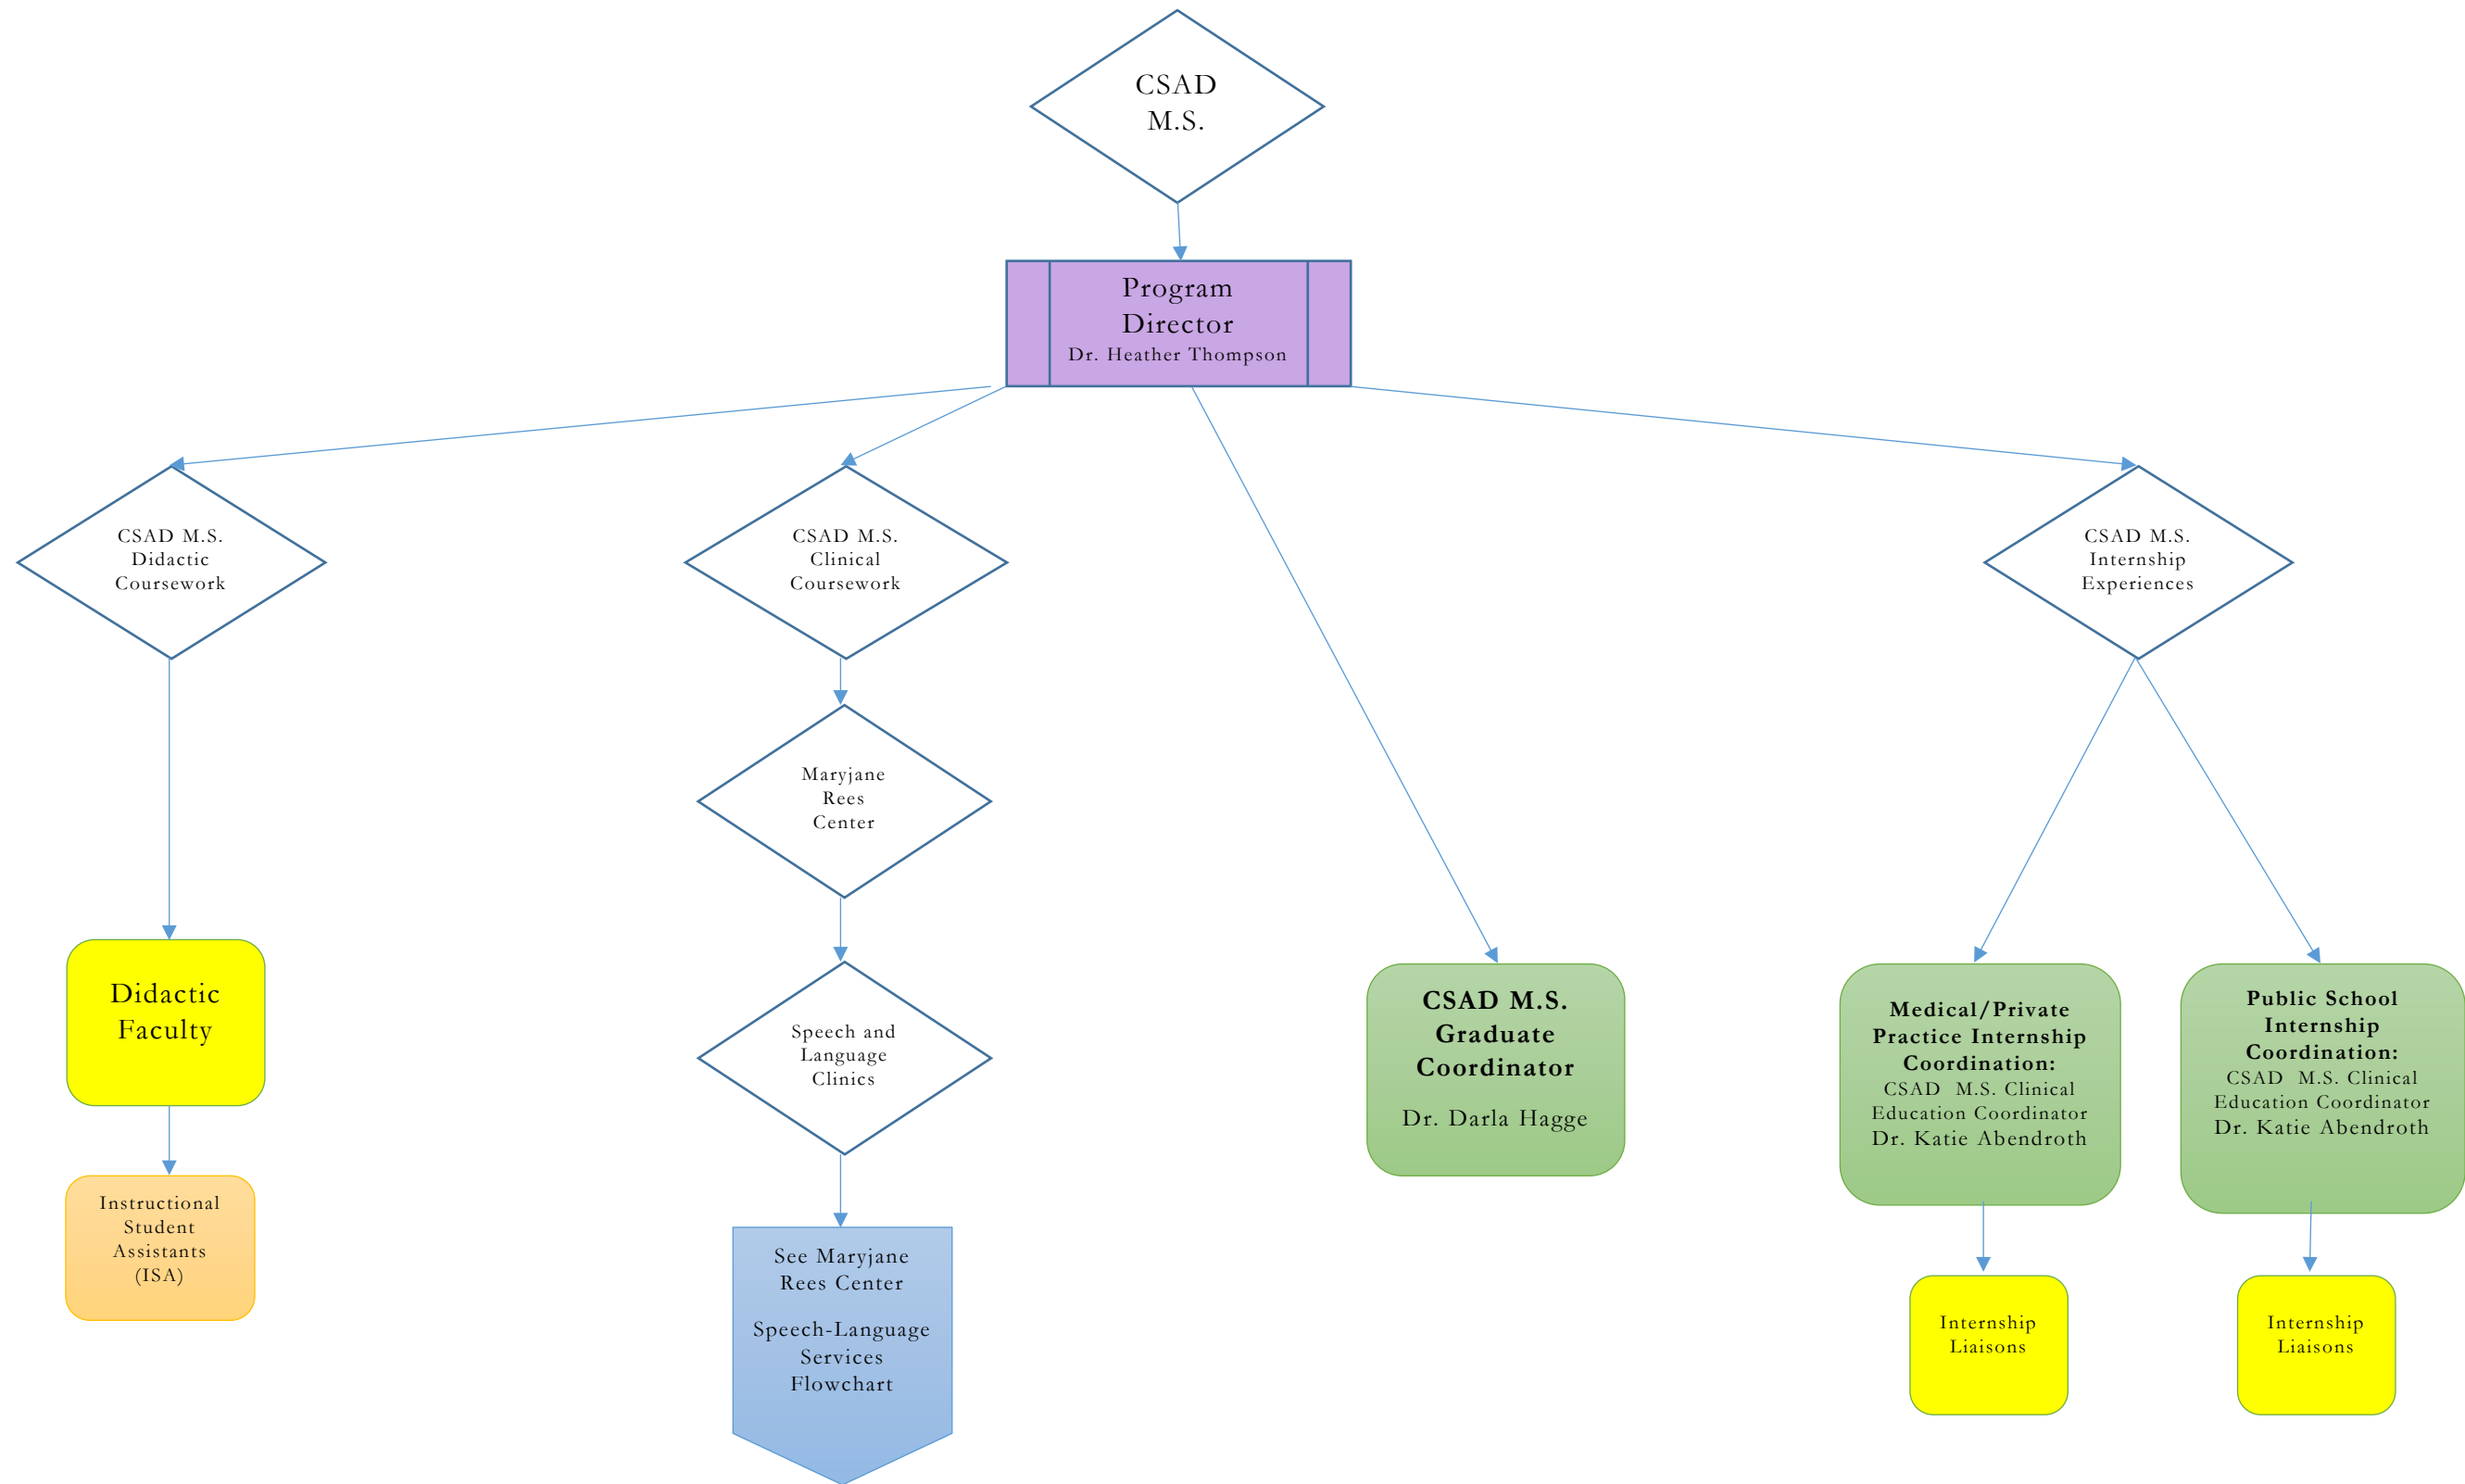 CSAD
M.S.
Program
Director
Dr. Heather Thompson
CSAD M.S.
Didactic
Coursework
CSAD M.S.
Clinical
Coursework
CSAD M.S.
Internship
Experiences
Maryjane
Rees
Center
Didactic
Faculty
Speech and
Language
Clinics
CSAD M.S.
Graduate
Coordinator
Dr. Darla Hagge
Medical/Private
Practice Internship
Coordination:
CSAD M.S. Clinical
Education Coordinator
Dr. Katie Abendroth
Public School
Internship
Coordination:
CSAD M.S. Clinical
Education Coordinator
Dr. Katie Abendroth
Instructional
Student
Assistants
(ISA)
See Maryjane
Rees Center
Speech-Language
Services
Flowchart
Internship
Liaisons
Internship
Liaisons